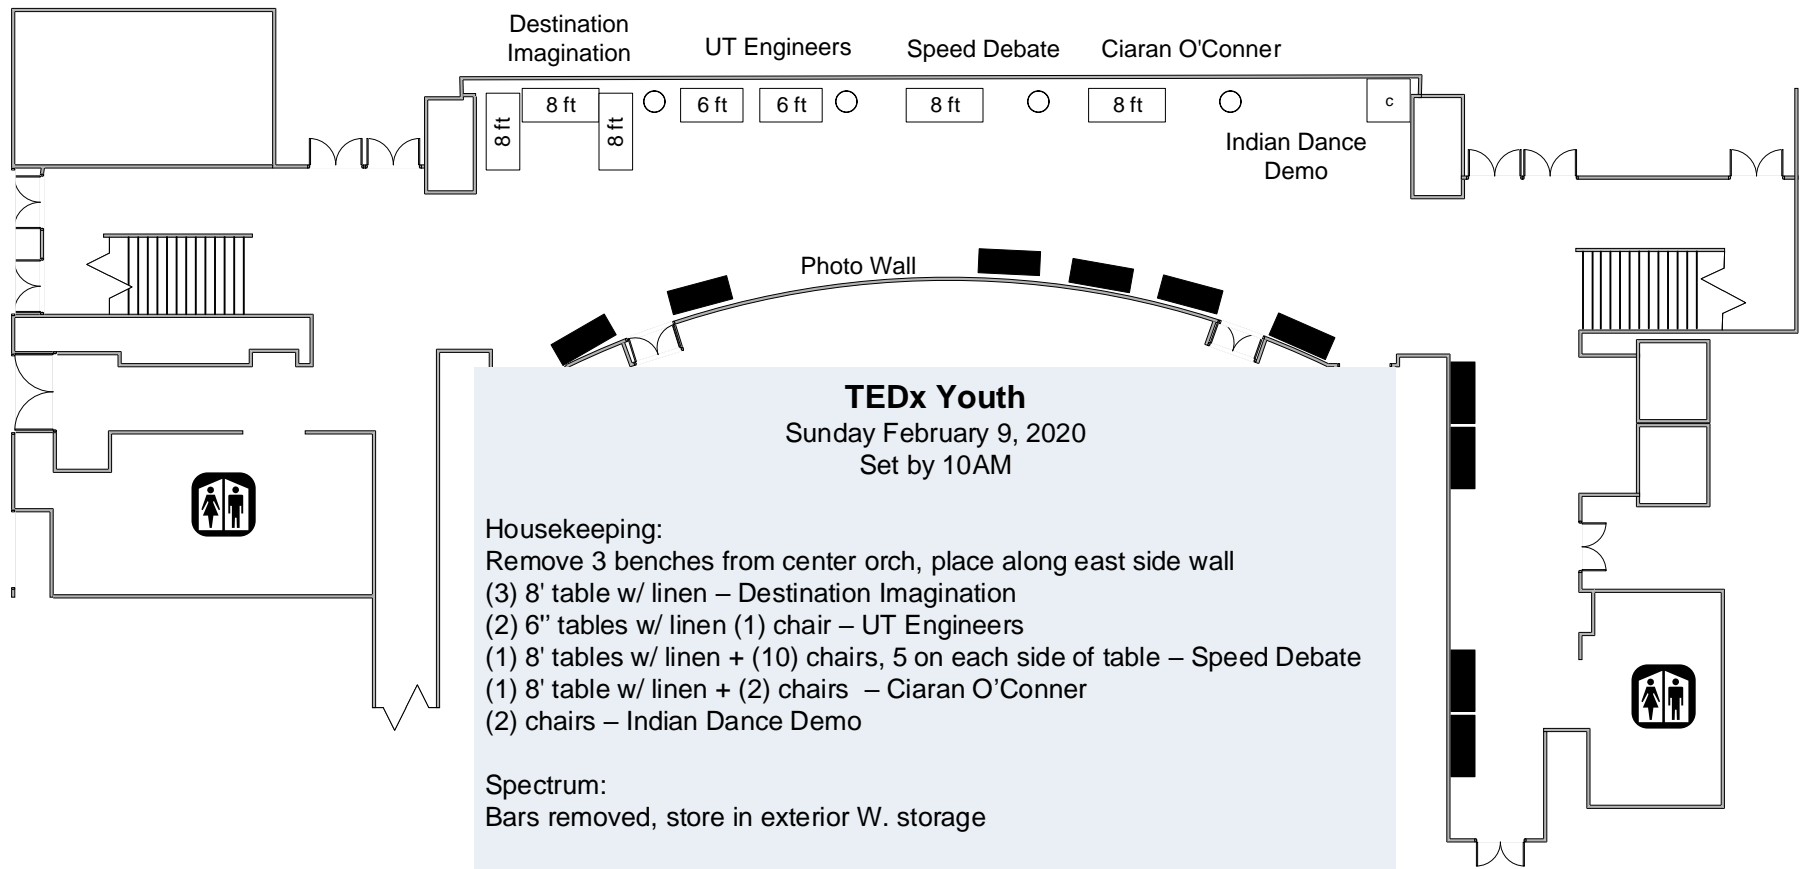 Destination
Imagination
UT Engineers
Speed Debate
Ciaran O'Conner
8 ft
8 ft
8 ft
6 ft
6 ft
8 ft
8 ft
c
Indian Dance
Demo
Photo Wall
TEDx Youth
Sunday February 9, 2020
Set by 10AM
Housekeeping:
Remove 3 benches from center orch, place along east side wall
(3) 8' table w/ linen – Destination Imagination
(2) 6'’ tables w/ linen (1) chair – UT Engineers
(1) 8' tables w/ linen + (10) chairs, 5 on each side of table – Speed Debate
(1) 8' table w/ linen + (2) chairs  – Ciaran O’Conner
(2) chairs – Indian Dance Demo
Spectrum:
Bars removed, store in exterior W. storage